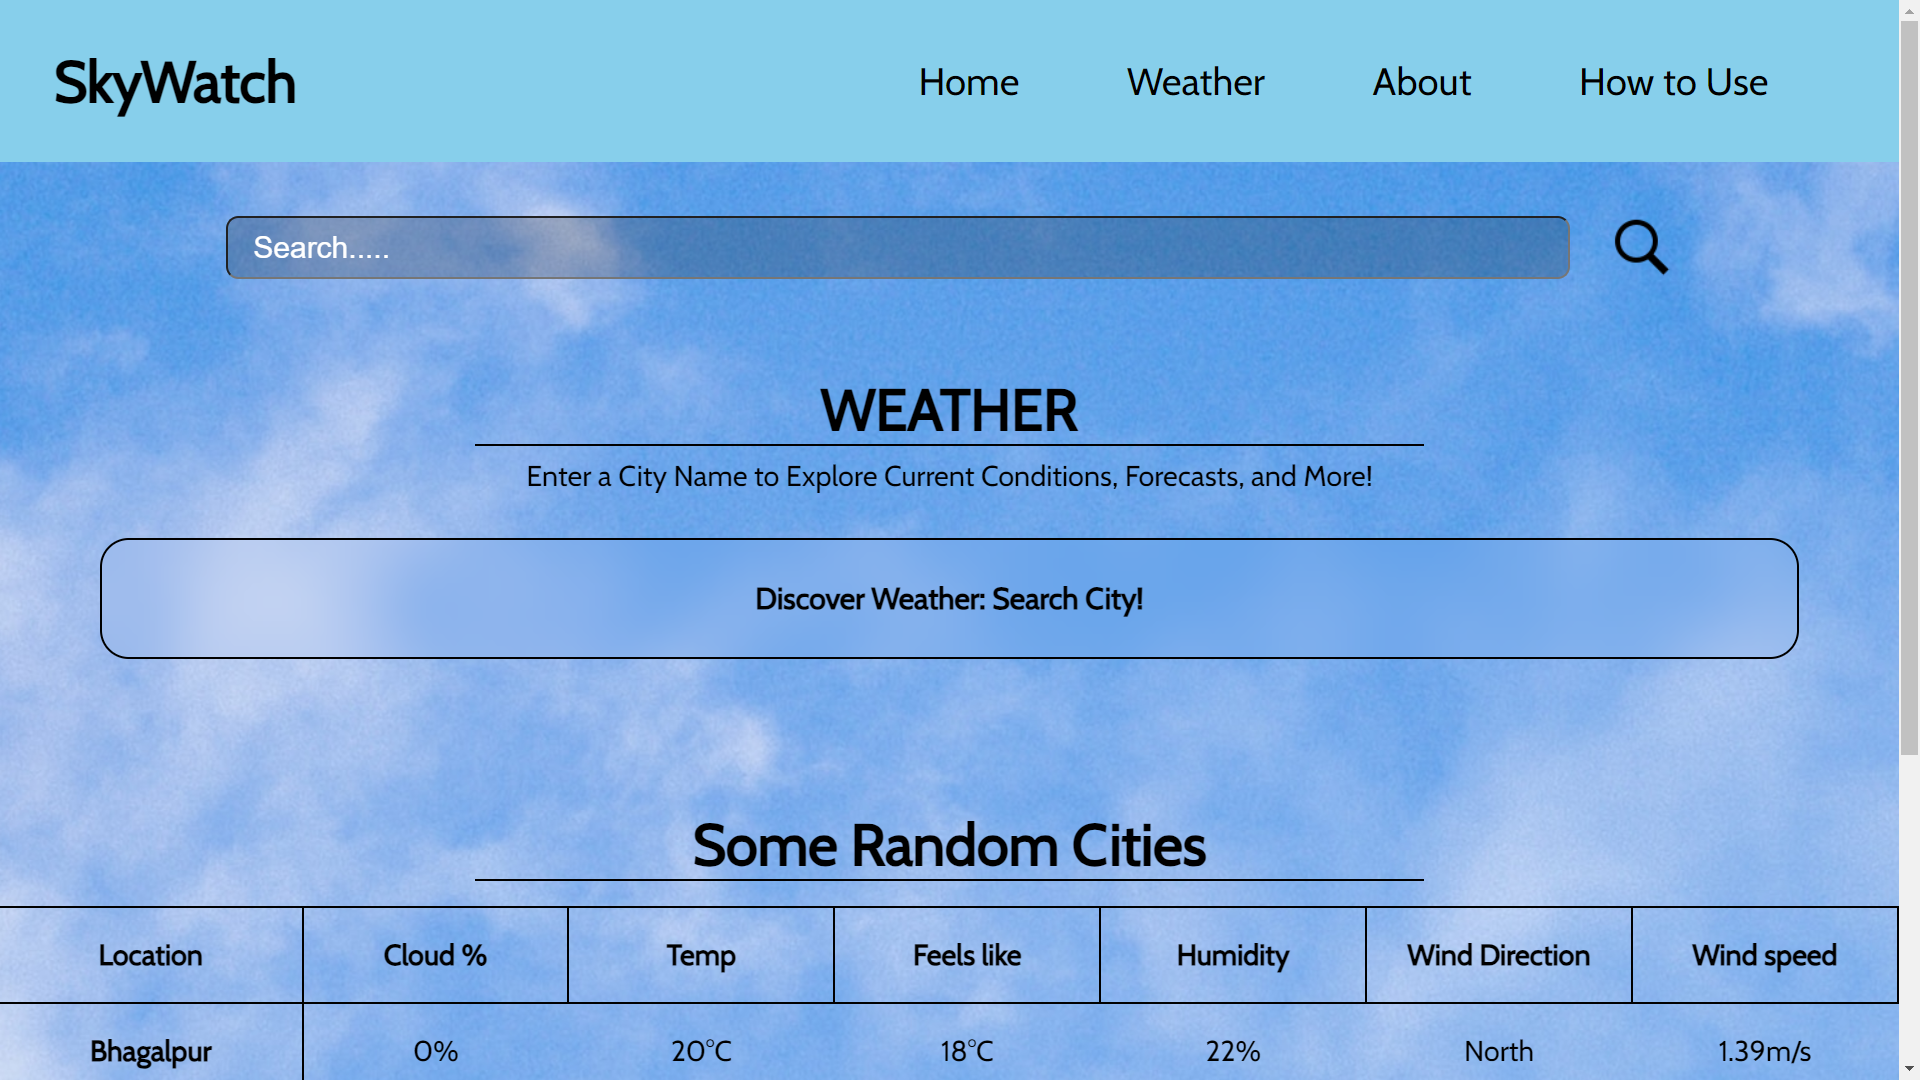 SkyWatch Home Weather About How to Use
Search.....
WEATHER
Enter a City Name to Explore Current Conditions, Forecasts, and More!
Discover Weather: Search City!
Some Random Cities
Location Cloud % Temp Feels like Humidity Wind Direction Wind speed
Bhagalpur 0% 20°C 18°C 22% North 1.39m/s